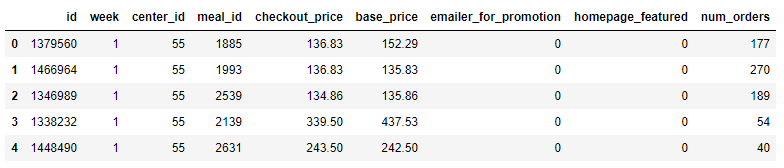 id week center_id meal_id checkout_price base_price emailer_for_promotion homepage_featured num_orders
0 1379560 1 55 1885 136.83 152.29 0 0 177
1 1466964 1 55 1993 136.83 135.83 0 0 270
2 1346989 1 55 2539 134.86 135.86 0 0 189
3 1338232 1 55 2139 339.50 437.53 0 0 54
4 1448490 1 55 2631 243.50 242.50 0 0 40